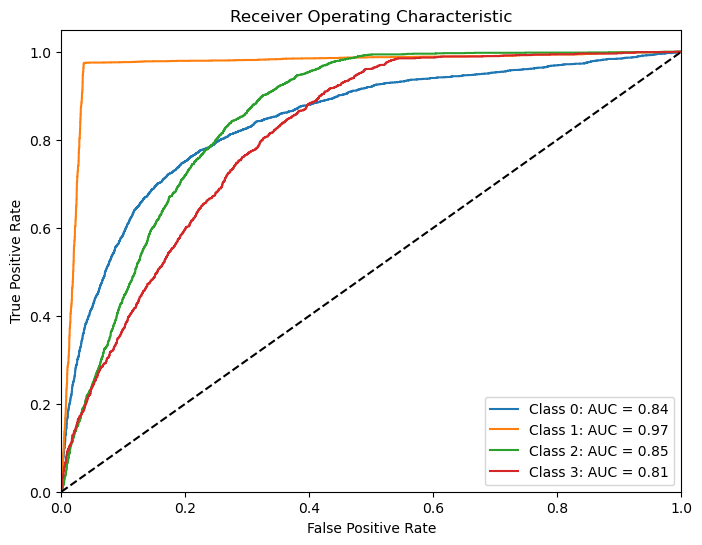 Receiver Operating Characteristic
True Positive Rate
1.0
0.8
0.6
0.4
0.2
0.0
Class 0: AUC = 0.84
Class 1: AUC = 0.97
Class 2: AUC = 0.85
Class 3: AUC = 0.81
0.0 0.2 0.4 0.6 0.8 1.0
False Positive Rate